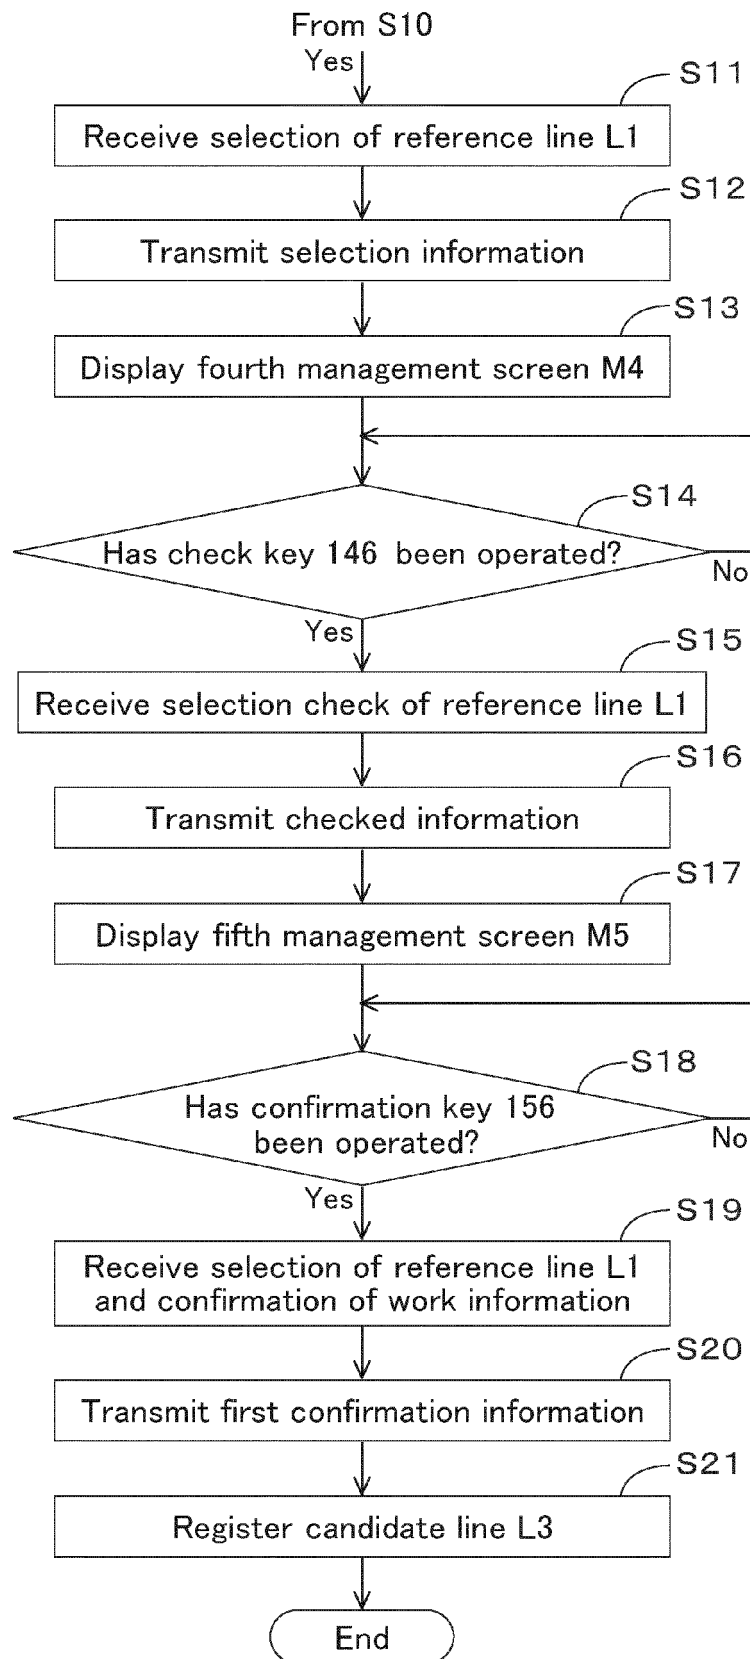 From S10
Yes
S11
Receive selection of reference line L1
S12
Transmit selection information
S13
Display fourth management screen M4
S14
Has check key 146 been operated?
No
Yes
S15
Receive selection check of reference line L1
S16
Transmit checked information
S17
Display fifth management screen M5
S18
Has confirmation key 156
been operated?
No
Yes
S19
Receive selection of reference line L1
and confirmation of work information
S20
Transmit first confirmation information
S21
Register candidate line L3
End